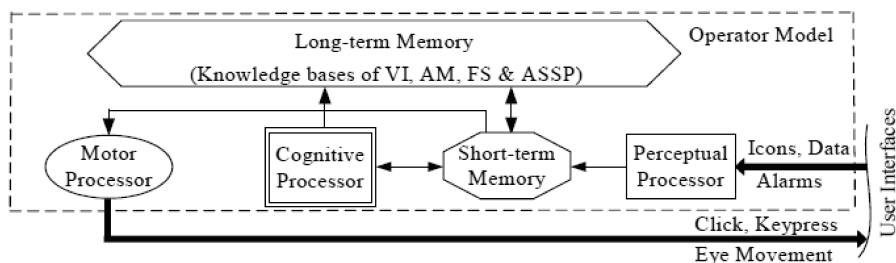 Long-term Memory
Operator Model
(Knowledge bases of VI, AM, FS & ASSP)
Motor
Processor
Cognitive
Processor
Short-term
Memory
Perceptual
Processor
Icons, Data
Alarms
User Interfaces
Click, Keypress
Eye Movement